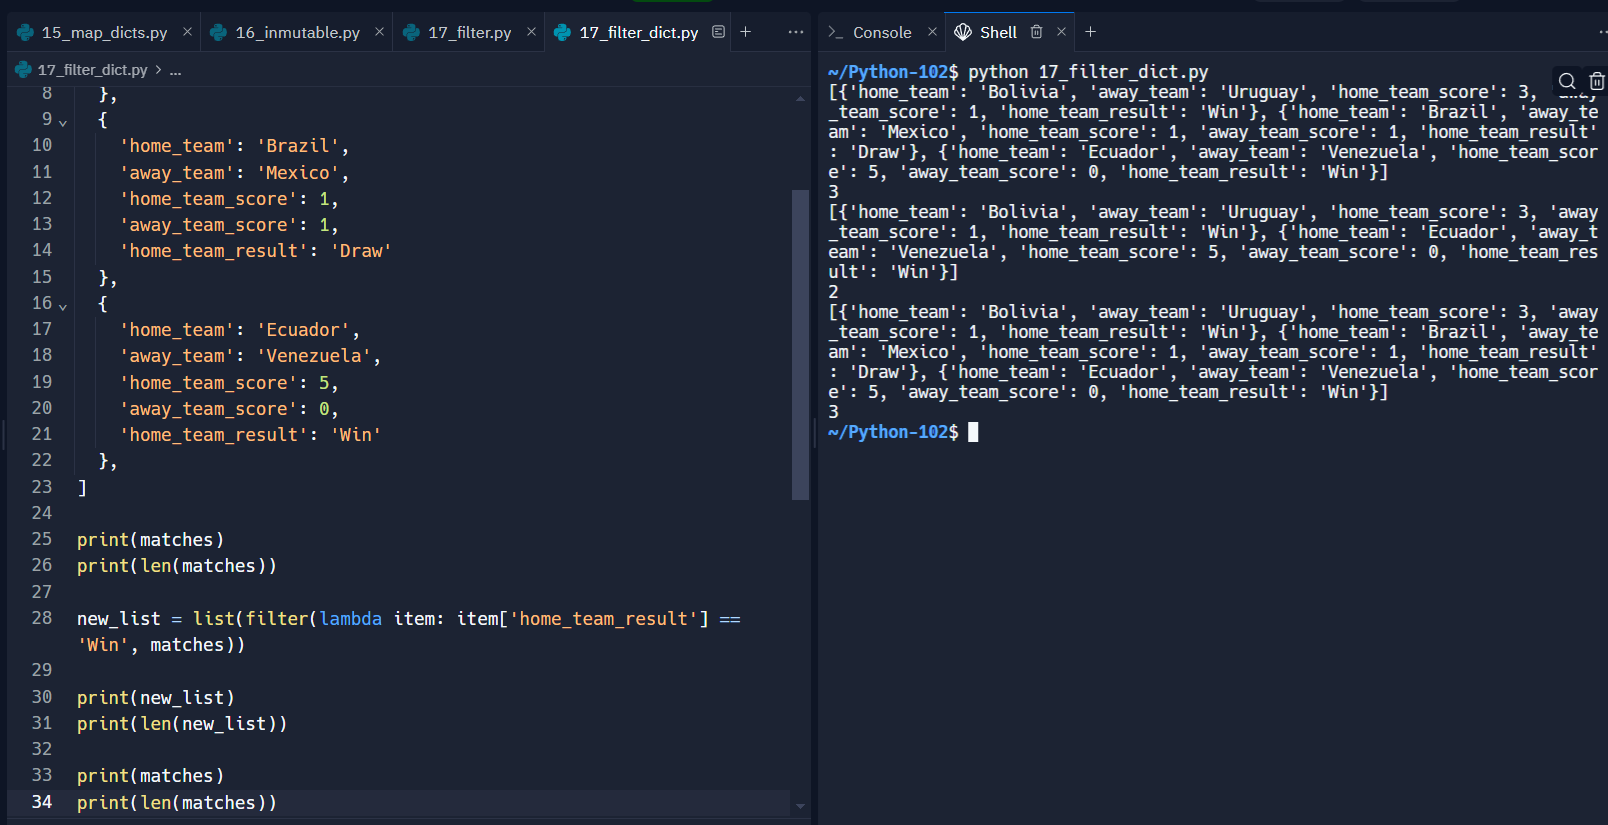 15_map_dicts.py
16_inmutable.py
17_filter.py
17_filter_dict.py
17_filter_dict.py > ...
8 },
9 {
10 'home_team': 'Brazil',
11 'away_team': 'Mexico',
12 'home_team_score': 1,
13 'away_team_score': 1,
14 'home_team_result': 'Draw'
15 },
16 {
17 'home_team': 'Ecuador',
18 'away_team': 'Venezuela',
19 'home_team_score': 5,
20 'away_team_score': 0,
21 'home_team_result': 'Win'
22 },
23 ]
24
25 print(matches)
26 print(len(matches))
27
28 new_list = list(filter(lambda item: item['home_team_result'] ==
'Win', matches))
29
30 print(new_list)
31 print(len(new_list))
32
33 print(matches)
34 print(len(matches))
Console
Shell
~/Python-102$ python 17_filter_dict.py
[{'home_team': 'Bolivia', 'away_team': 'Uruguay', 'home_team_score': 3, 'away
_team_score': 1, 'home_team_result': 'Win'}, {'home_team': 'Brazil', 'away_te
am': 'Mexico', 'home_team_score': 1, 'away_team_score': 1, 'home_team_result'
: 'Draw'}, {'home_team': 'Ecuador', 'away_team': 'Venezuela', 'home_team_scor
e': 5, 'away_team_score': 0, 'home_team_result': 'Win'}]
3
[{'home_team': 'Bolivia', 'away_team': 'Uruguay', 'home_team_score': 3, 'away
_team_score': 1, 'home_team_result': 'Win'}, {'home_team': 'Ecuador', 'away_t
eam': 'Venezuela', 'home_team_score': 5, 'away_team_score': 0, 'home_team_res
ult': 'Win'}]
2
[{'home_team': 'Bolivia', 'away_team': 'Uruguay', 'home_team_score': 3, 'away
_team_score': 1, 'home_team_result': 'Win'}, {'home_team': 'Brazil', 'away_te
am': 'Mexico', 'home_team_score': 1, 'away_team_score': 1, 'home_team_result'
: 'Draw'}, {'home_team': 'Ecuador', 'away_team': 'Venezuela', 'home_team_scor
e': 5, 'away_team_score': 0, 'home_team_result': 'Win'}]
3
~/Python-102$